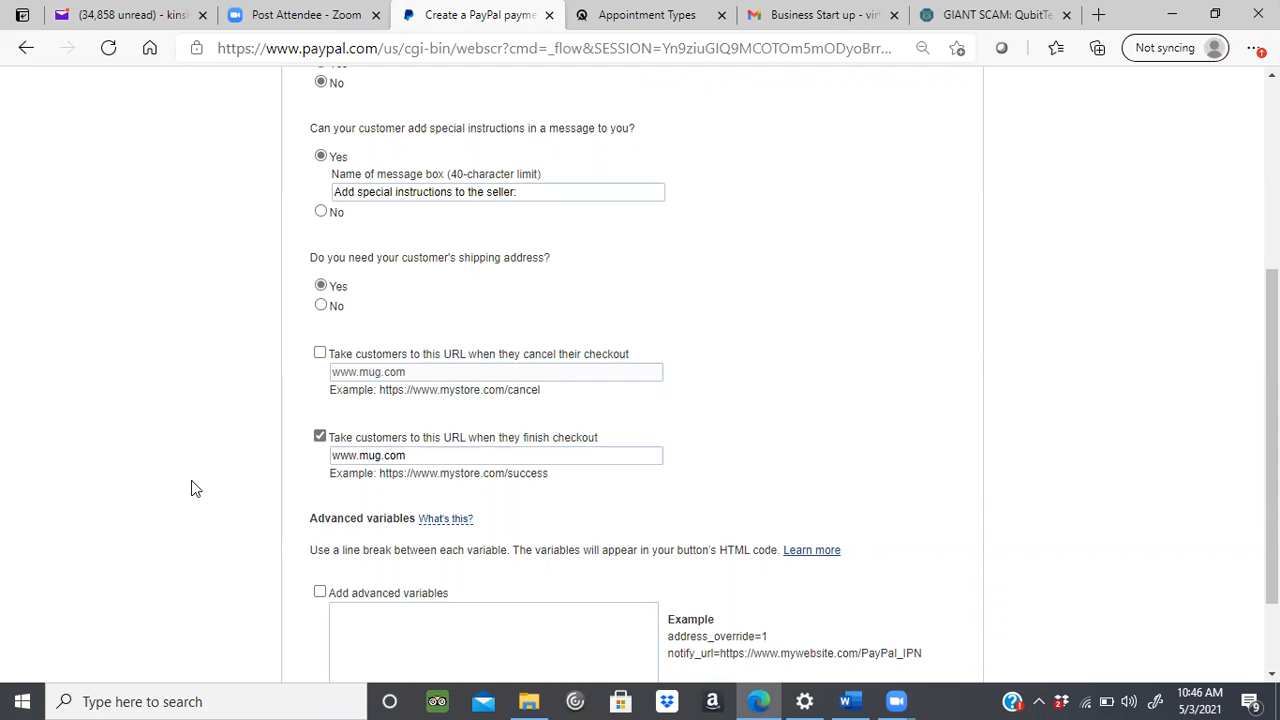 (34,858 unread) - kinsl
Post Attendee - Zoom
Create a PayPal payme
Appointment Types
Business Start up - virt
GIANT SCAM: QubitTe
https://www.paypal.com/us/cgi-bin/webscr?cmd=_flow&SESSION=Yn9ziuGIQ9MCOTOm5mODyoBrr...
Not syncing
No
Can your customer add special instructions in a message to you?
Yes
Name of message box (40-character limit)
Add special instructions to the seller:
No
Do you need your customer's shipping address?
Yes
No
Take customers to this URL when they cancel their checkout
www.mug.com
Example: https://www.mystore.com/cancel
Take customers to this URL when they finish checkout
www.mug.com
Example: https://www.mystore.com/success
Advanced variables What's this?
Use a line break between each variable. The variables will appear in your button's HTML code. Learn more
Add advanced variables
Example
address_override=1
notify_url=https://www.mywebsite.com/PayPal_IPN
Type here to search
10:46 AM
5/3/2021